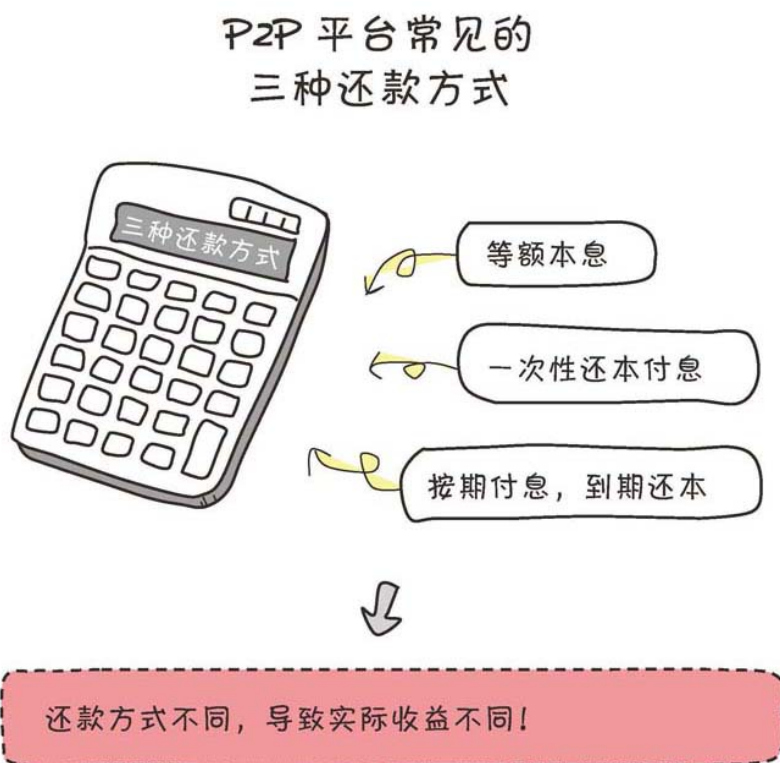 P2P 平台常见的
三种还款方式
三种还款方式
等额本息
一次性还本付息
按期付息，到期还本
还款方式不同，导致实际收益不同！